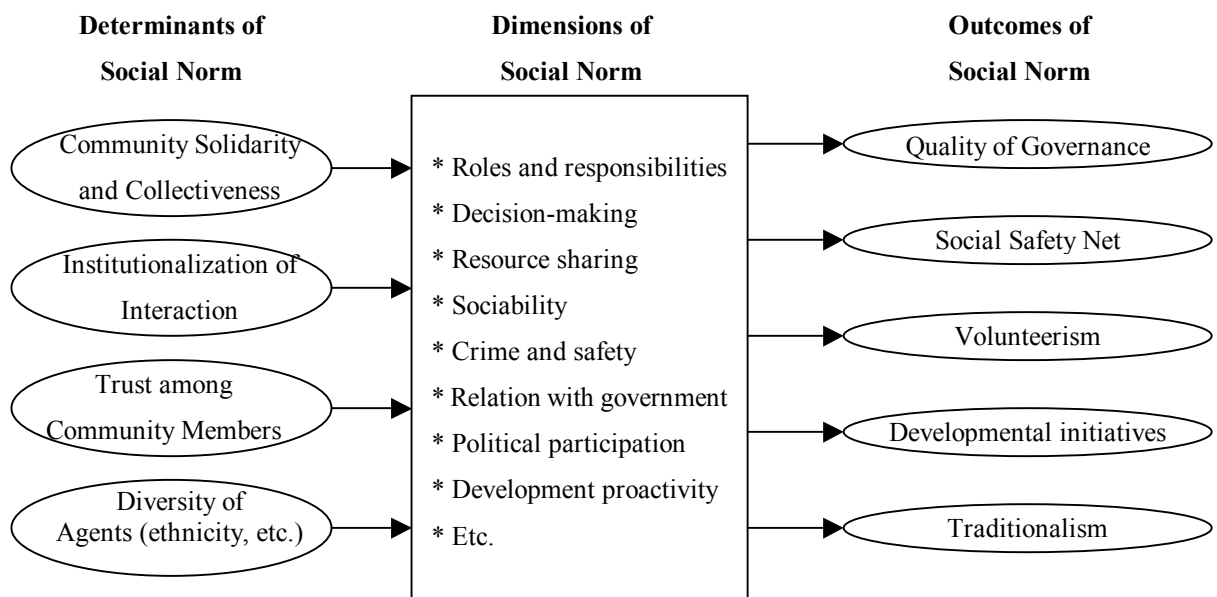 Determinants of
Social Norm
Community Solidarity
and Collectiveness
Institutionalization of
Interaction
Trust among
Community Members
Diversity of
Agents (ethnicity, etc.)
Dimensions of
Social Norm
* Roles and responsibilities
* Decision-making
* Resource sharing
* Sociability
* Crime and safety
* Relation with government
* Political participation
* Development proactivity
* Etc.
Outcomes of
Social Norm
Quality of Governance
Social Safety Net
Volunteerism
Developmental initiatives
Traditionalism